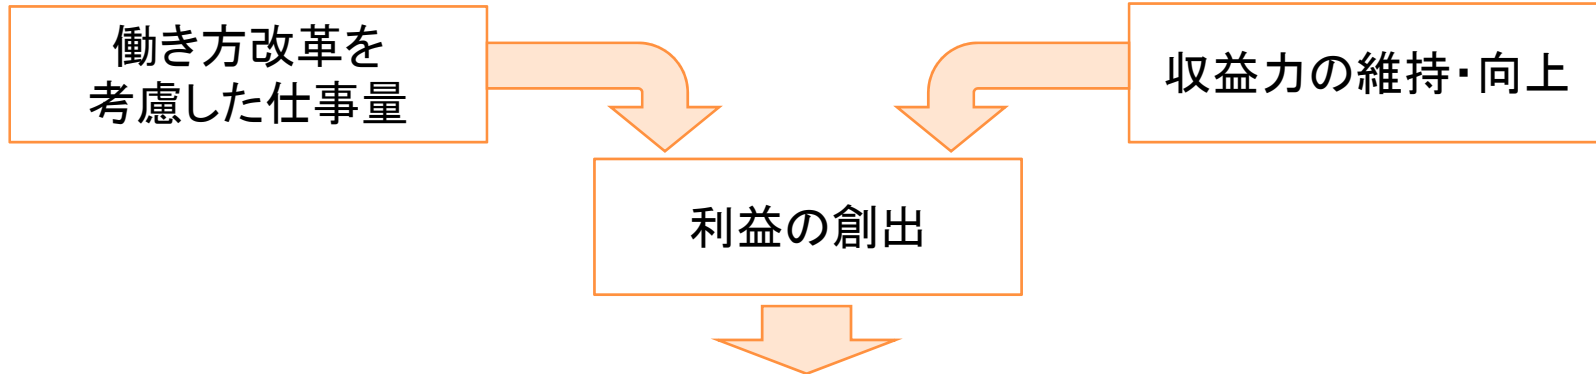 働き方改革を
考慮した仕事量
収益力の維持・向上
利益の創出